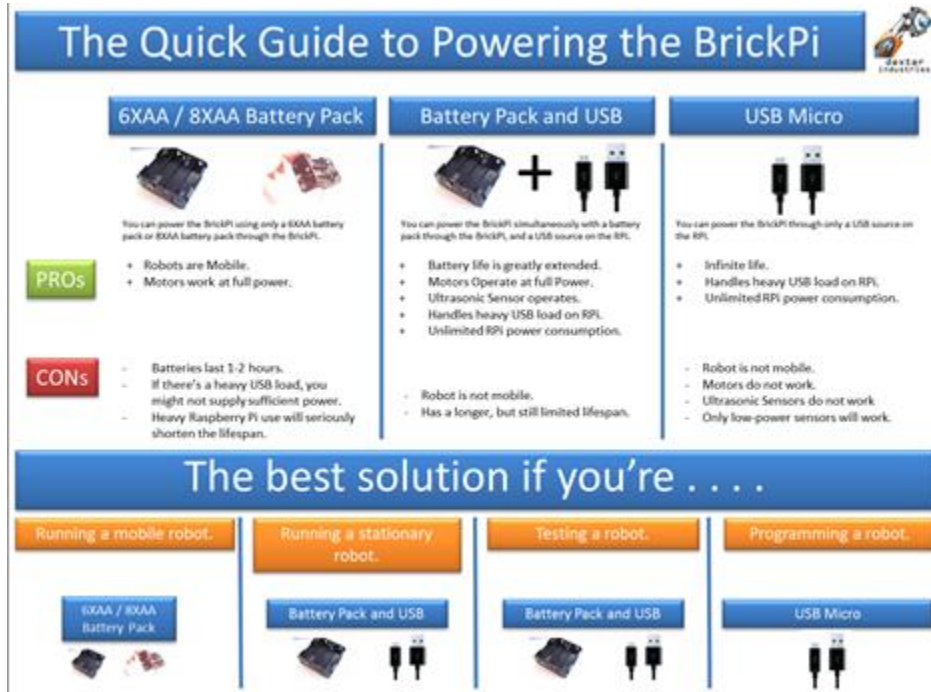 The Quick Guide to Powering the BrickPi
dexter
industries
6XAA / 8XAA Battery Pack
You can power the BrickPi using only a 6XAA battery
pack or 8XAA battery pack through the BrickPi.
Battery Pack and USB
You can power the BrickPi simultaneously with a battery
pack through the BrickPi, and a USB source on the RPi.
USB Micro
You can power the BrickPi through only a USB source on
the RPi.
PROs
+ Robots are Mobile.
+ Motors work at full power.
+ Battery life is greatly extended.
+ Motors Operate at full Power.
+ Ultrasonic Sensor operates.
+ Handles heavy USB load on RPi.
+ Unlimited RPi power consumption.
+ Infinite life.
+ Handles heavy USB load on RPi.
+ Unlimited RPi power consumption.
CONs
- Batteries last 1-2 hours.
- If there's a heavy USB load, you
might not supply sufficient power.
- Heavy Raspberry Pi use will seriously
shorten the lifespan.
- Robot is not mobile.
- Has a longer, but still limited lifespan.
- Robot is not mobile.
- Motors do not work.
- Ultrasonic Sensors do not work
- Only low-power sensors will work.
The best solution if you're . . . .
Running a mobile robot.
6XAA / 8XAA
Battery Pack
Running a stationary
robot.
Battery Pack and USB
Testing a robot.
Battery Pack and USB
Programming a robot.
USB Micro